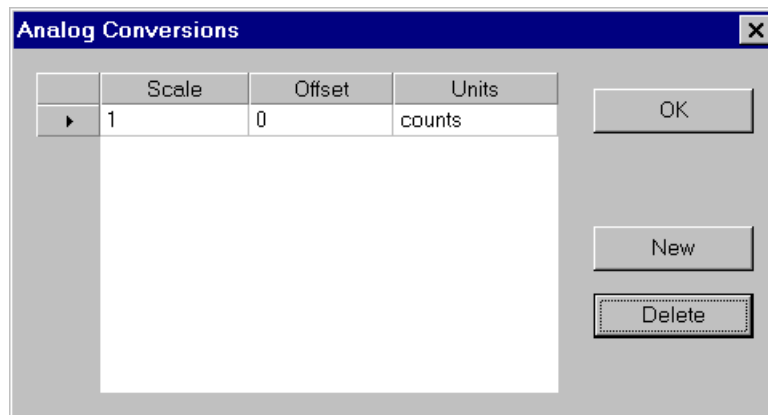 Analog Conversions
Scale Offset Units
1 0 counts
OK
New
Delete